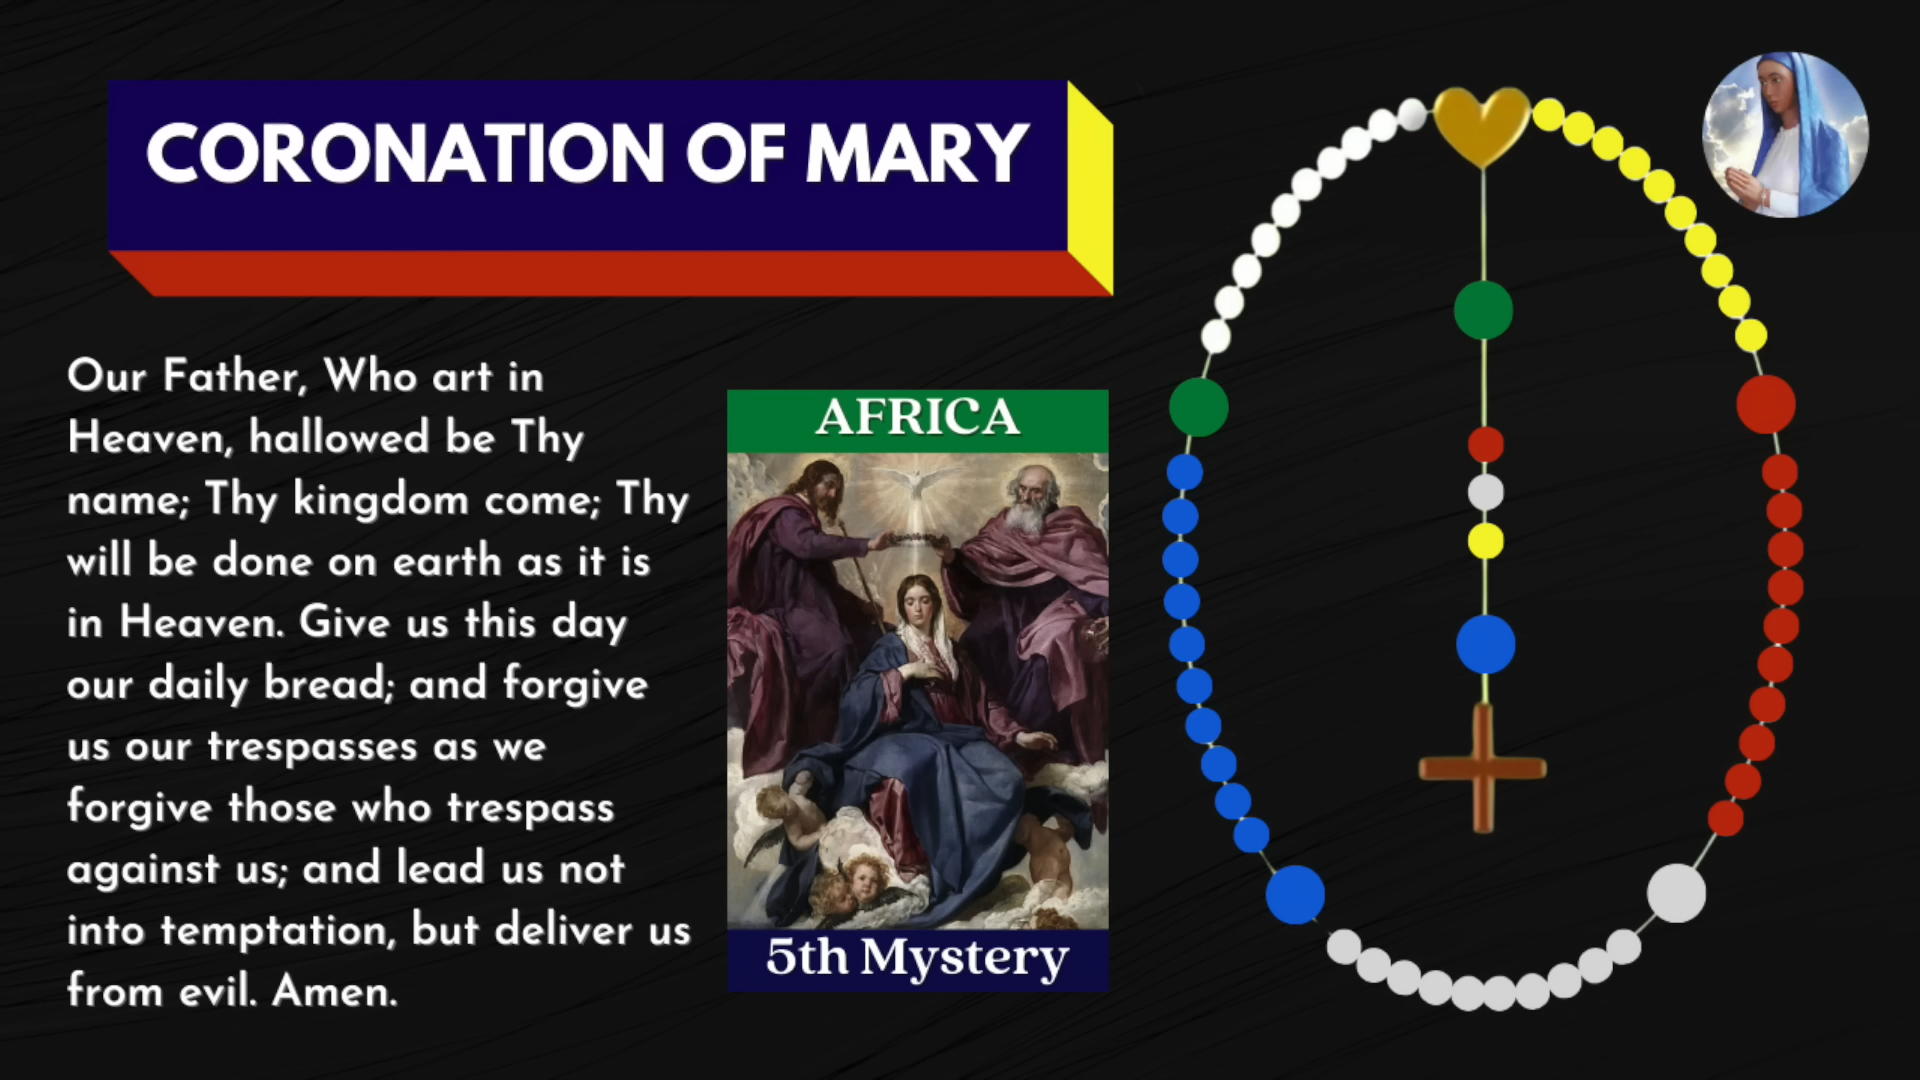 CORONATION OF MARY
Our Father, Who art in
Heaven, hallowed be Thy
name; Thy kingdom come; Thy
will be done on earth as it is
in Heaven. Give us this day
our daily bread; and forgive
us our trespasses as we
forgive those who trespass
against us; and lead us not
into temptation, but deliver us
from evil. Amen.
AFRICA
5th Mystery